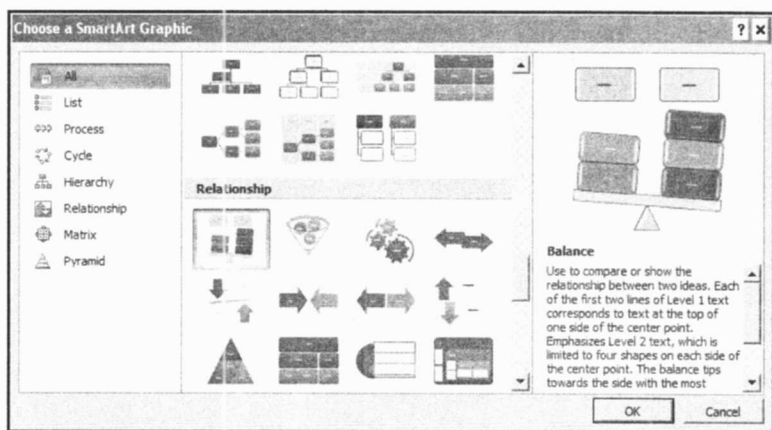 Choose a SmartArt Graphic
All
List
Process
Cycle
Hierarchy
Relationship
Matrix
Pyramid
Relationship
Balance
Use to compare or show the
relationship between two ideas. Each
of the first two lines of Level 1 text
corresponds to text at the top of
one side of the center point.
Emphasizes Level 2 text, which is
limited to four shapes on each side of
the center point. The balance tips
towards the side with the most
OK
Cancel